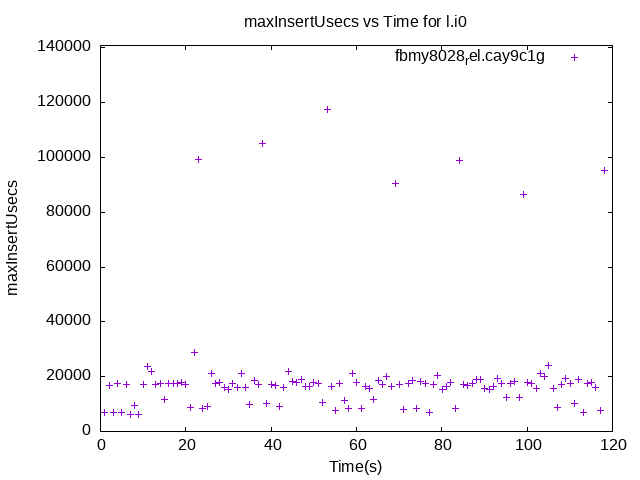 maxInsertUsecs vs Time for l.i0
fbmy8028rel.cay9c1g
140000
120000
100000
80000
60000
40000
20000
0
maxInsertUsecs
0 20 40 60 80 100 120
Time(s)